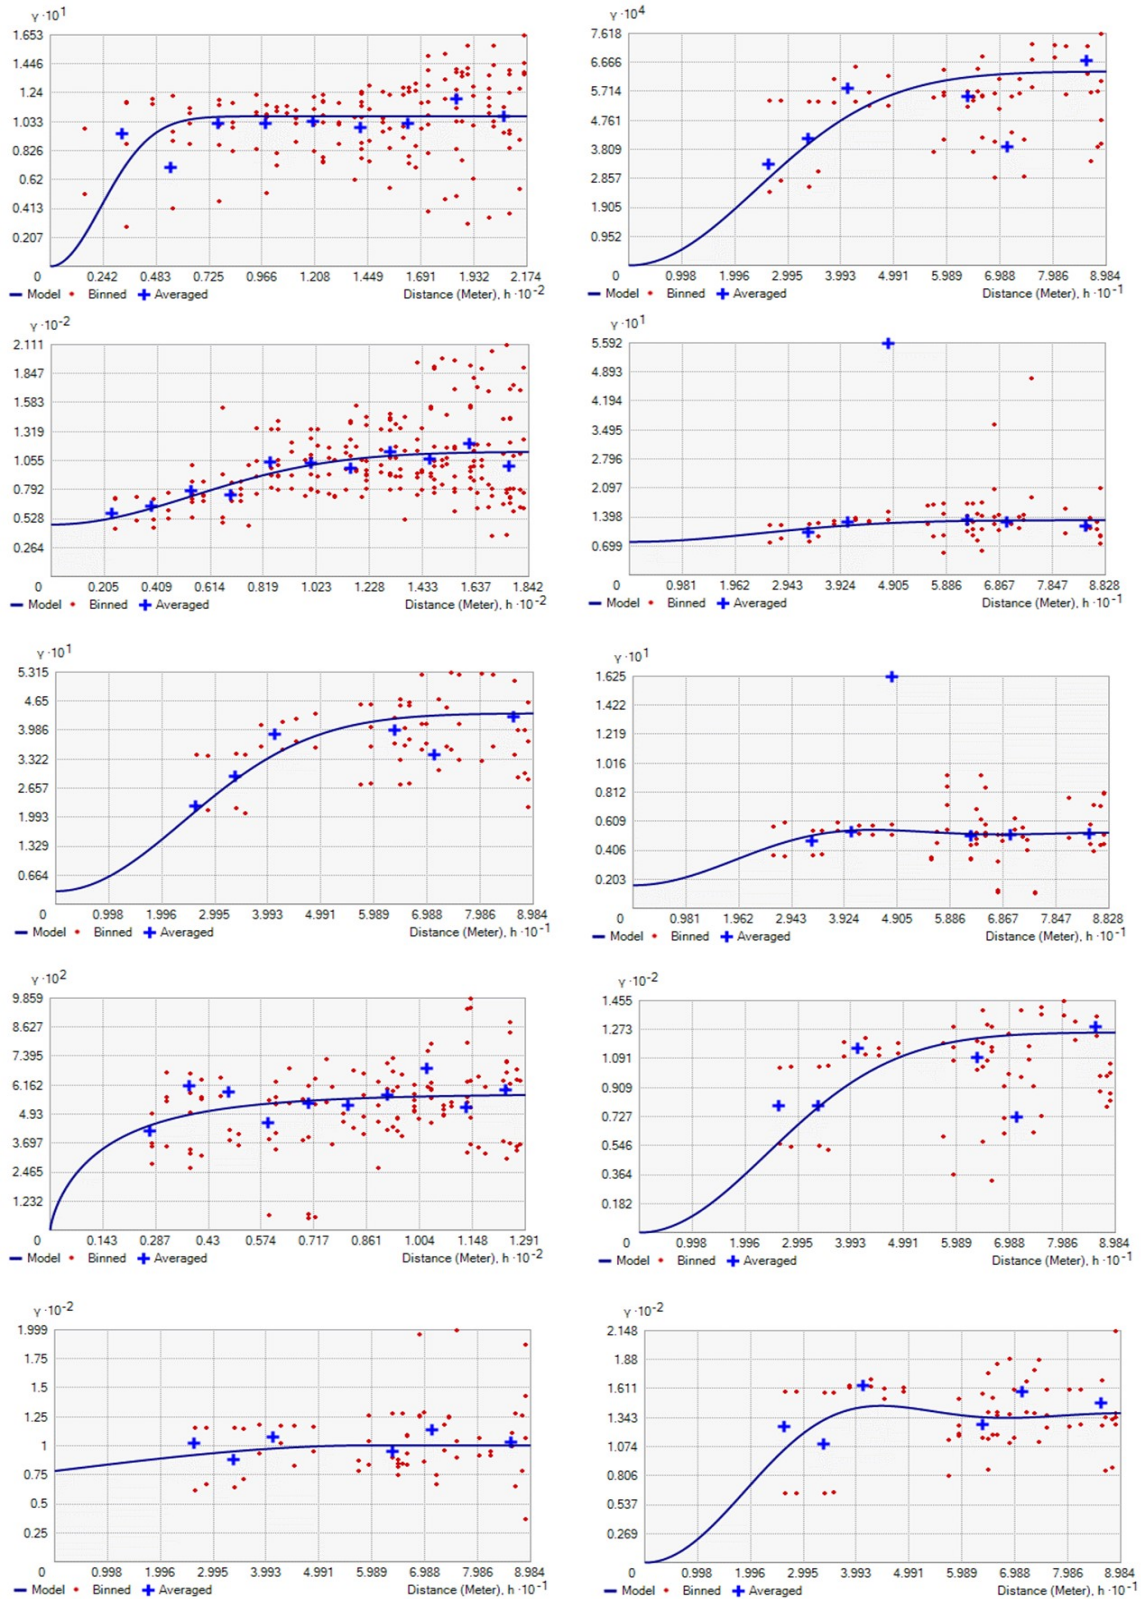 γ ·10¹
1.653
1.446
1.24
1.033
0.826
0.62
0.413
0.207
0 0.242 0.483 0.725 0.966 1.208 1.449 1.691 1.932 2.174
Model Binned Averaged Distance (Meter), h ·10⁻²
γ ·10⁴
7.618
6.666
5.714
4.761
3.809
2.857
1.905
0.952
0 0.998 1.996 2.995 3.993 4.991 5.989 6.988 7.986 8.984
Model Binned Averaged Distance (Meter), h ·10⁻¹
γ ·10⁻²
2.111
1.847
1.583
1.319
1.055
0.792
0.528
0.264
0 0.205 0.409 0.614 0.819 1.023 1.228 1.433 1.637 1.842
Model Binned Averaged Distance (Meter), h ·10⁻²
γ ·10¹
5.592
4.893
4.194
3.495
2.796
2.097
1.398
0.699
0 0.981 1.962 2.943 3.924 4.905 5.886 6.867 7.847 8.828
Model Binned Averaged Distance (Meter), h ·10⁻¹
γ ·10¹
5.315
4.65
3.986
3.322
2.657
1.993
1.329
0.664
0 0.998 1.996 2.995 3.993 4.991 5.989 6.988 7.986 8.984
Model Binned Averaged Distance (Meter), h ·10⁻¹
γ ·10¹
1.625
1.422
1.219
1.016
0.812
0.609
0.406
0.203
0 0.981 1.962 2.943 3.924 4.905 5.886 6.867 7.847 8.828
Model Binned Averaged Distance (Meter), h ·10⁻¹
γ ·10²
9.859
8.627
7.395
6.162
4.93
3.697
2.465
1.232
0 0.143 0.287 0.43 0.574 0.717 0.861 1.004 1.148 1.291
Model Binned Averaged Distance (Meter), h ·10⁻²
γ ·10⁻²
1.455
1.273
1.091
0.909
0.727
0.546
0.364
0.182
0 0.998 1.996 2.995 3.993 4.991 5.989 6.988 7.986 8.984
Model Binned Averaged Distance (Meter), h ·10⁻¹
γ ·10⁻²
1.999
1.75
1.5
1.25
1
0.75
0.5
0.25
0 0.998 1.996 2.995 3.993 4.991 5.989 6.988 7.986 8.984
Model Binned Averaged Distance (Meter), h ·10⁻¹
γ ·10⁻²
2.148
1.88
1.611
1.343
1.074
0.806
0.537
0.269
0 0.998 1.996 2.995 3.993 4.991 5.989 6.988 7.986 8.984
Model Binned Averaged Distance (Meter), h ·10⁻¹